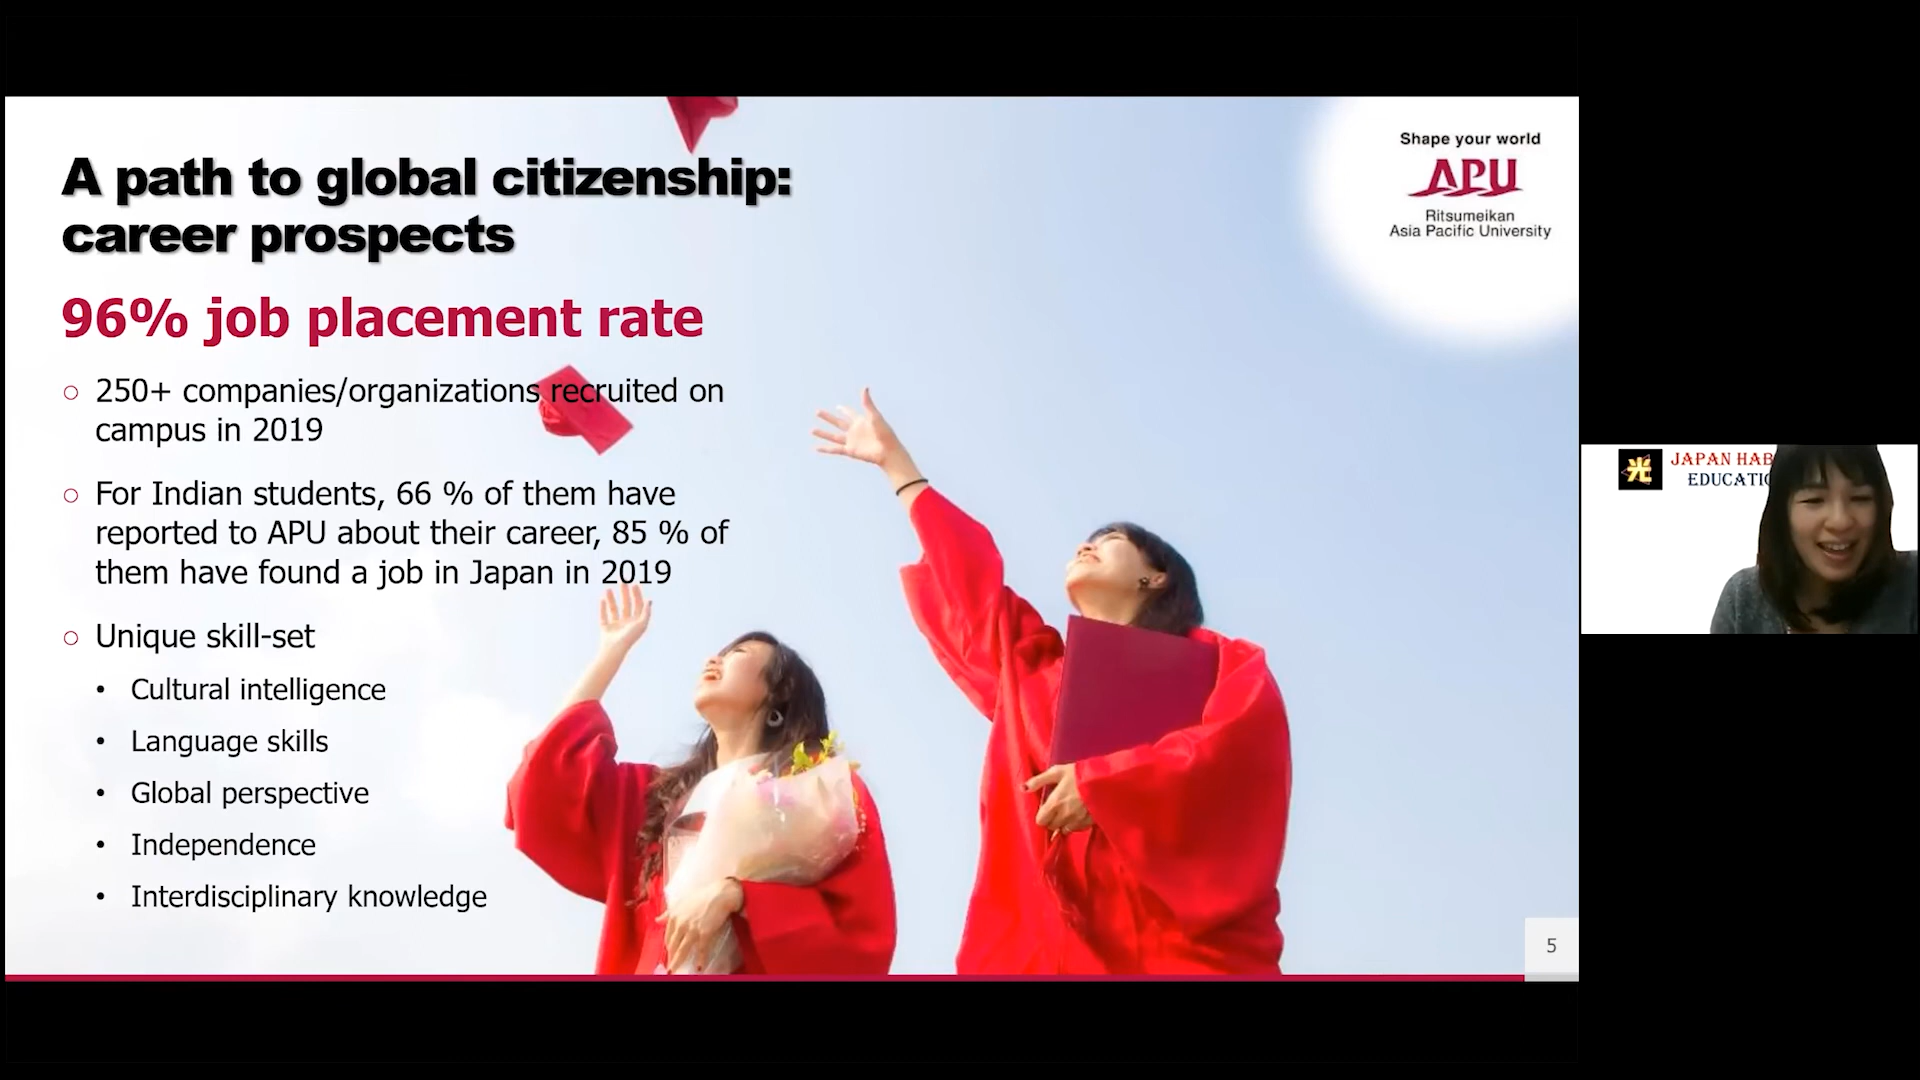 A path to global citizenship:
career prospects
96% job placement rate
○ 250+ companies/organizations recruited on
campus in 2019
○ For Indian students, 66 % of them have
reported to APU about their career, 85 % of
them have found a job in Japan in 2019
○ Unique skill-set
• Cultural intelligence
• Language skills
• Global perspective
• Independence
• Interdisciplinary knowledge
Shape your world
APU
Ritsumeikan
Asia Pacific University
5
光
JAPAN HAB
EDUCATIO